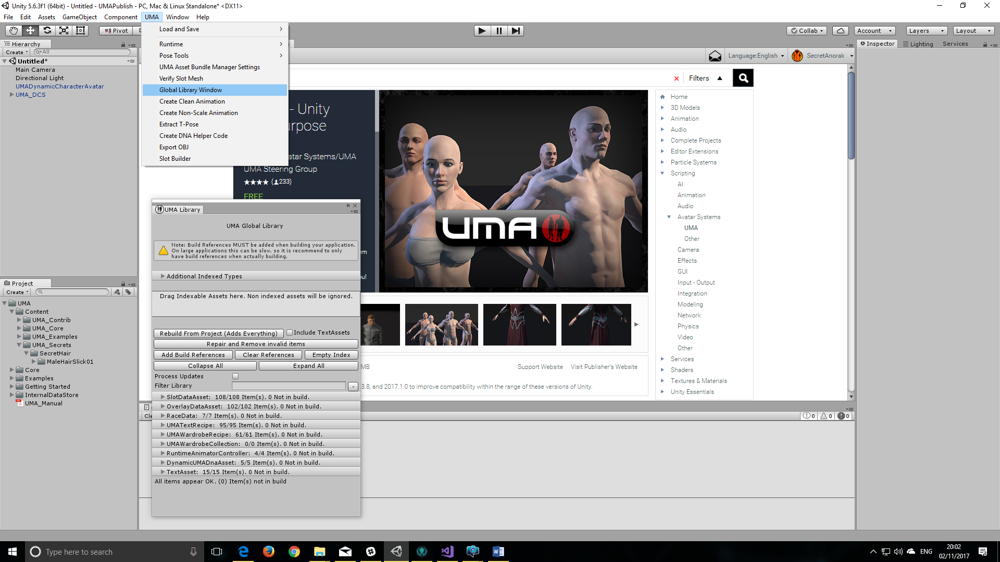 Unity 5.6.3f1 (64bit) - Untitled - UMAPublish - PC, Mac & Linux Standalone* <DX11>
File Edit Assets GameObject Component UMA Window Help
Pivot
Collab
Account
Layers
Layout
Load and Save
Runtime
Pose Tools
UMA Asset Bundle Manager Settings
Verify Slot Mesh
Global Library Window
Create Clean Animation
Create Non-Scale Animation
Extract T-Pose
Create DNA Helper Code
Export OBJ
Slot Builder
Hierarchy
Create
All
Untitled*
Main Camera
Directional Light
UMADynamicCharacterAvatar
UMA_DCS
Project
Create
UMA
Content
UMA_Contrib
UMA_Core
UMA_Examples
UMA_Secrets
SecretHair
MaleHairSlick01
Core
Examples
Getting Started
InternalDataStore
UMA_Manual
Language:English
SecretAnorak
Filters
- Unity
Systems/UMA
UMA Steering Group
(233)
FREE
UMA
MB
Support Website Visit Publisher's Website
3.8, and 2017.1.0 to improve compatibility within the range of these versions of Unity.
Home
3D Models
Animation
Audio
Complete Projects
Editor Extensions
Particle Systems
Scripting
AI
Animation
Audio
Avatar Systems
UMA
Other
Camera
Effects
GUI
Input - Output
Integration
Modeling
Network
Physics
Video
Other
Services
Shaders
Textures & Materials
Unity Essentials
UMA Library
UMA Global Library
Note: Build References MUST be added when building your application.
On large applications this can be slow, so it is recommend to only
have build references when actually building.
Additional Indexed Types
Drag Indexable Assets here. Non indexed assets will be ignored.
Rebuild From Project (Adds Everything) Include TextAssets
Repair and Remove invalid items
Add Build References Clear References Empty Index
Collapse All Expand All
Process Updates
Filter Library -
SlotDataAsset: 108/108 Item(s). 0 Not in build.
OverlayDataAsset: 102/102 Item(s). 0 Not in build.
RaceData: 7/7 Item(s). 0 Not in build.
UMATextRecipe: 95/95 Item(s). 0 Not in build.
UMAWardrobeRecipe: 61/61 Item(s). 0 Not in build.
UMAWardrobeCollection: 0/0 Item(s). 0 Not in build.
RuntimeAnimatorController: 4/4 Item(s). 0 Not in build.
DynamicUMADnaAsset: 5/5 Item(s). 0 Not in build.
TextAsset: 15/15 Item(s). 0 Not in build.
All items appear OK. (0) Item(s) not in build
0 0 0
Inspector Lighting Services
Type here to search
ENG
20:02
02/11/2017